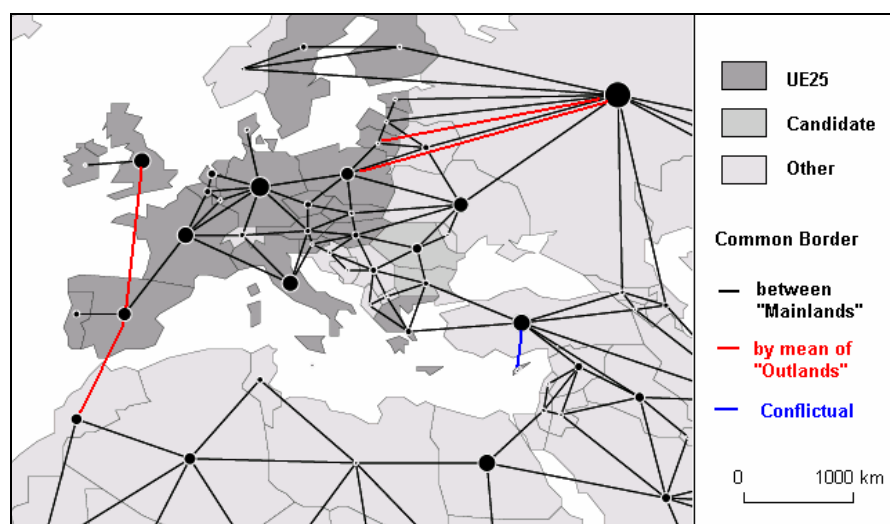 UE25
Candidate
Other
Common Border
between
"Mainlands"
by mean of
"Outlands"
Conflictual
0 1000 km